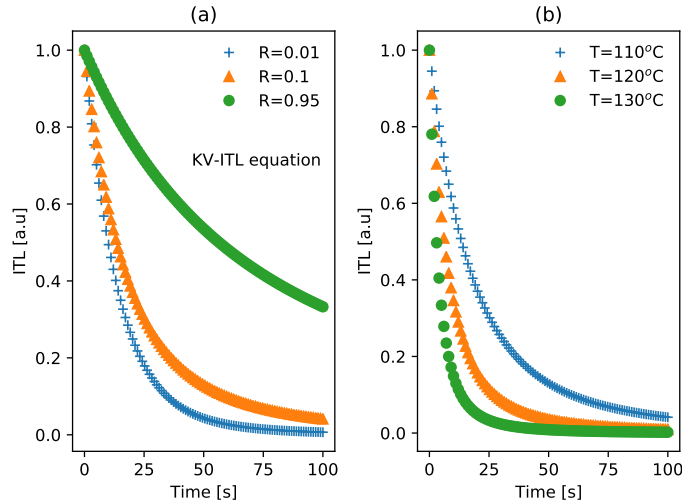 (a)
1.0
0.8
0.6
0.4
0.2
0.0
ITL [a.u]
R=0.01
R=0.1
R=0.95
KV-ITL equation
0
25
50
75
100
Time [s]
(b)
1.0
0.8
0.6
0.4
0.2
0.0
ITL [a.u]
T=110°C
T=120°C
T=130°C
0
25
50
75
100
Time [s]